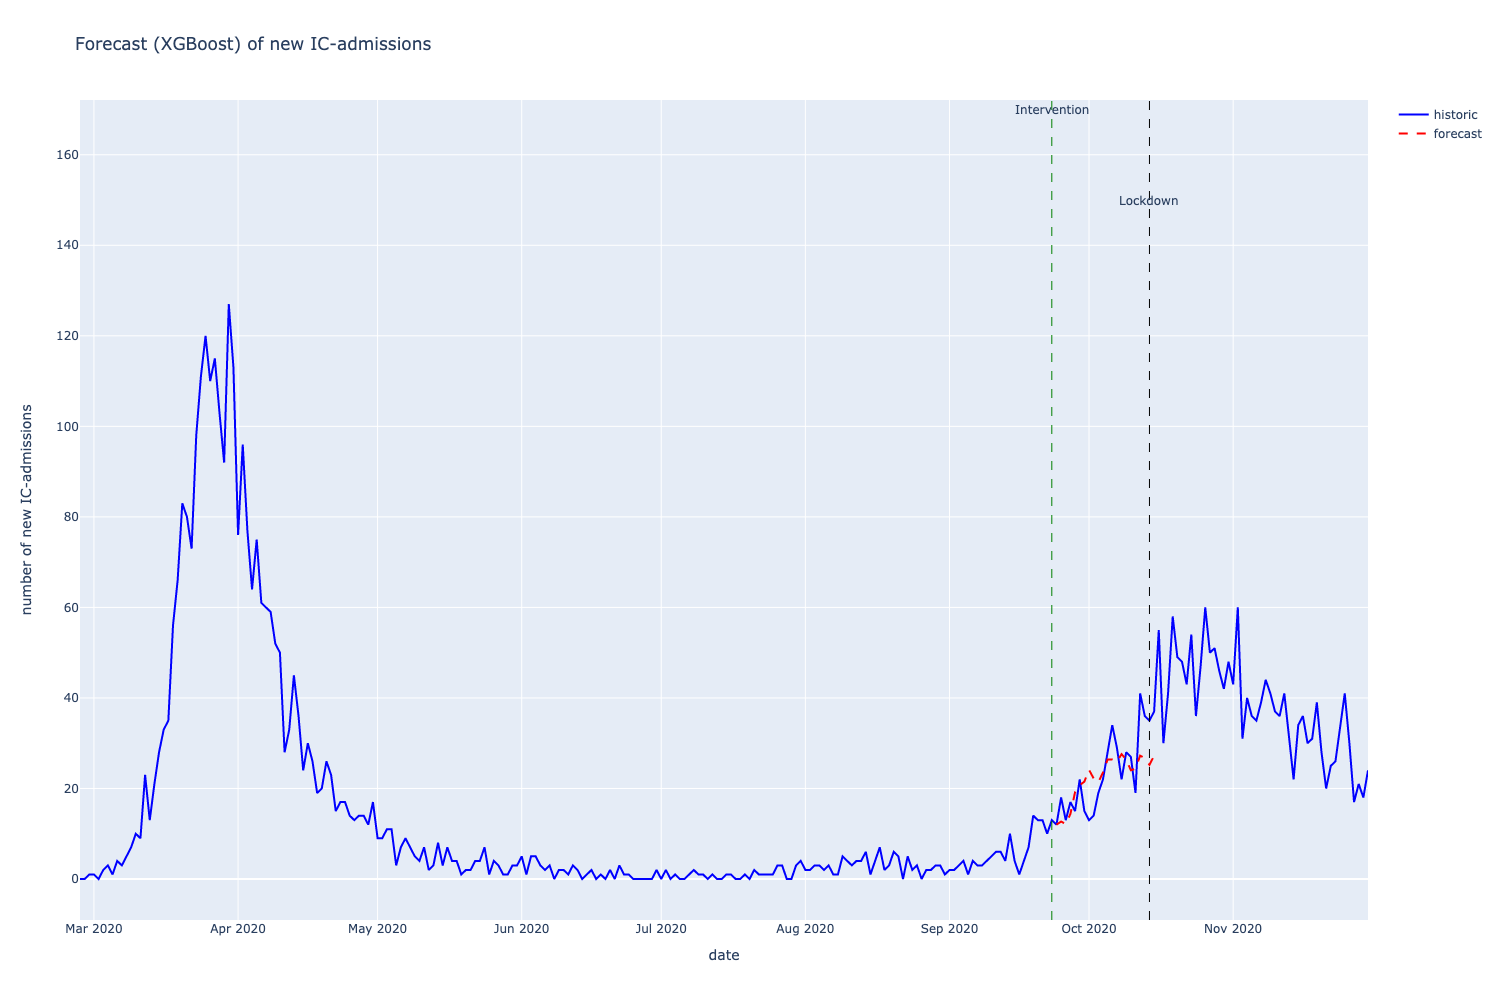 Forecast (XGBoost) of new IC-admissions
Intervention
historic
forecast
Lockdown
160
140
120
100
80
60
40
20
0
number of new IC-admissions
Mar 2020
Apr 2020
May 2020
Jun 2020
Jul 2020
Aug 2020
Sep 2020
Oct 2020
Nov 2020
date